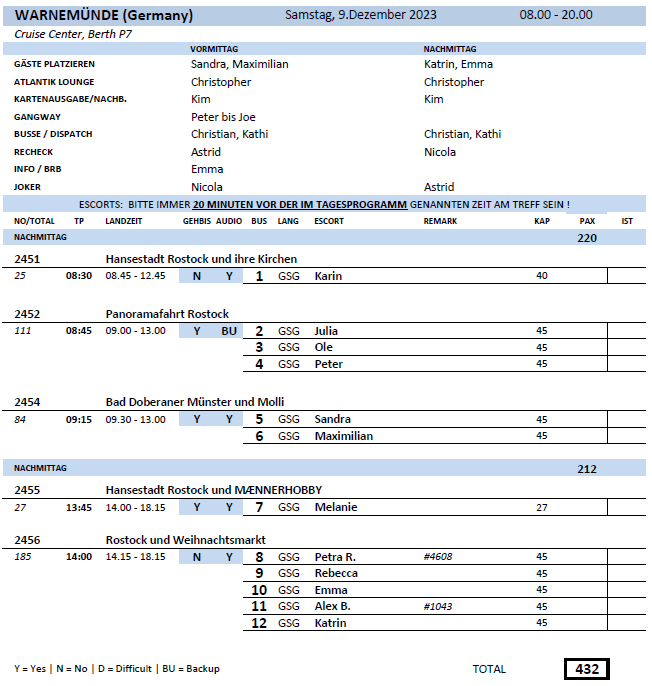 WARNEMÜNDE (Germany) Samstag, 9.Dezember 2023 08.00 - 20.00
Cruise Center, Berth P7
VORMITTAG NACHMITTAG
GÄSTE PLATZIEREN Sandra, Maximilian Katrin, Emma
ATLANTIK LOUNGE Christopher Christopher
KARTENAUSGABE/NACHB. Kim Kim
GANGWAY Peter bis Joe
BUSSE / DISPATCH Christian, Kathi Christian, Kathi
RECHECK Astrid Nicola
INFO / BRB Emma
JOKER Nicola Astrid
ESCORTS: BITTE IMMER 20 MINUTEN VOR DER IM TAGESPROGRAMM GENANNTEN ZEIT AM TREFF SEIN !
NO/TOTAL TP LANDZEIT GEHBIS AUDIO BUS LANG ESCORT REMARK KAP PAX IST
NACHMITTAG 220
2451 Hansestadt Rostock und ihre Kirchen
25 08:30 08.45 - 12.45 N Y 1 GSG Karin 40
2452 Panoramafahrt Rostock
111 08:45 09.00 - 13.00 Y BU 2 GSG Julia 45
3 GSG Ole 45
4 GSG Peter 45
2454 Bad Doberaner Münster und Molli
84 09:15 09.30 - 13.00 Y Y 5 GSG Sandra 45
6 GSG Maximilian 45
NACHMITTAG 212
2455 Hansestadt Rostock und MÆNNERHOBBY
27 13:45 14.00 - 18.15 Y Y 7 GSG Melanie 27
2456 Rostock und Weihnachtsmarkt
185 14:00 14.15 - 18.15 N Y 8 GSG Petra R. #4608 45
9 GSG Rebecca 45
10 GSG Emma 45
11 GSG Alex B. #1043 45
12 GSG Katrin 45
Y = Yes | N = No | D = Difficult | BU = Backup TOTAL 432